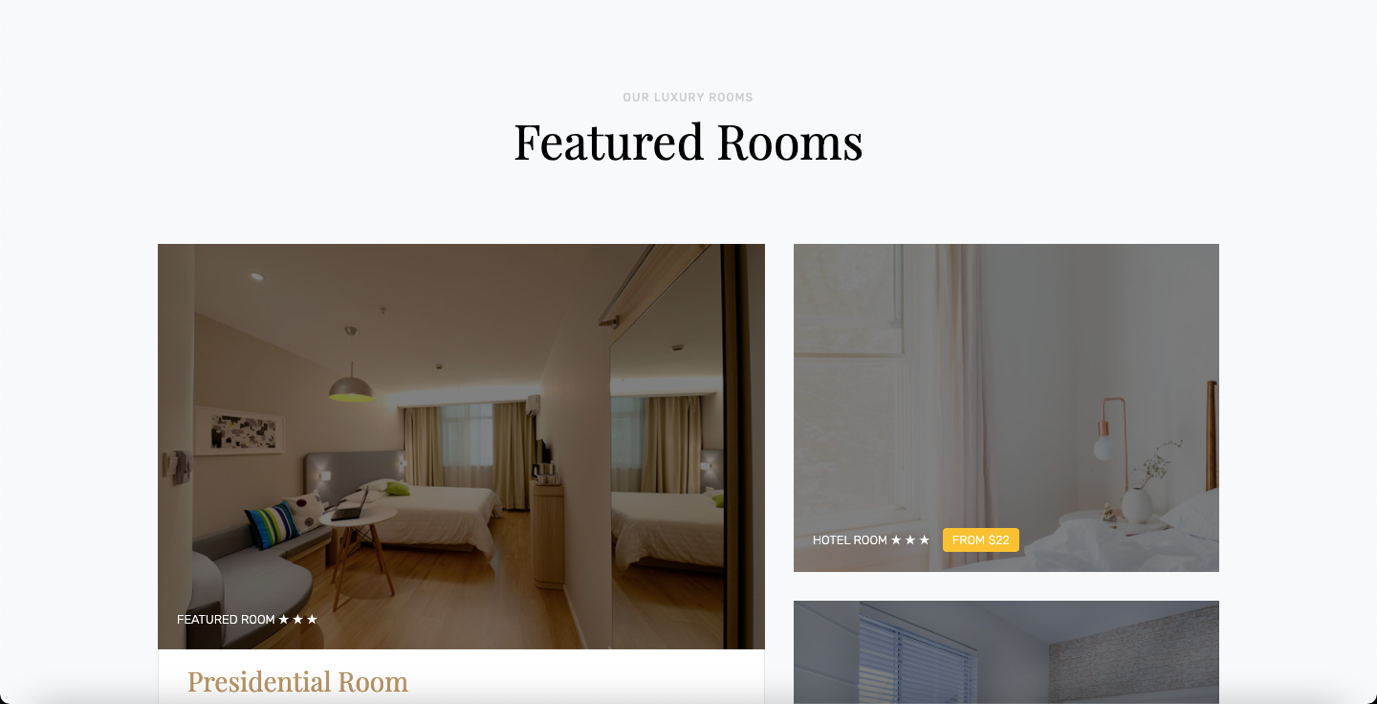 OUR LUXURY ROOMS
Featured Rooms
HOTEL ROOM ★ ★ ★ FROM $22
FEATURED ROOM ★ ★ ★
Presidential Room